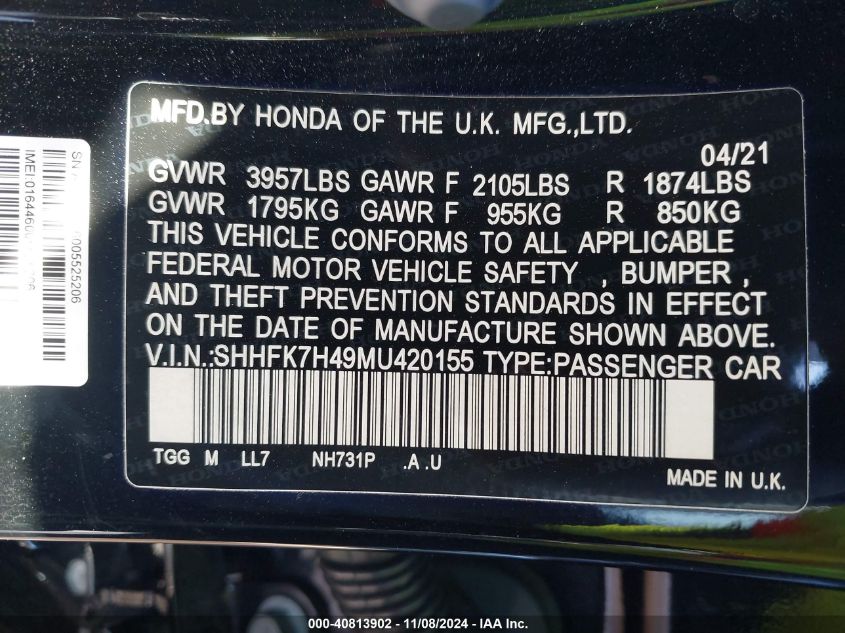 MFD.BY HONDA OF THE U.K. MFG.,LTD.
04/21
GVWR 3957LBS GAWR F 2105LBS R 1874LBS
GVWR 1795KG GAWR F 955KG R 850KG
THIS VEHICLE CONFORMS TO ALL APPLICABLE
FEDERAL MOTOR VEHICLE SAFETY , BUMPER ,
AND THEFT PREVENTION STANDARDS IN EFFECT
ON THE DATE OF MANUFACTURE SHOWN ABOVE.
V.I.N.:SHHFK7H49MU420155 TYPE:PASSENGER CAR
TGG M LL7 NH731P .A .U
MADE IN U.K.
000-40813902 - 11/08/2024 - IAA Inc.